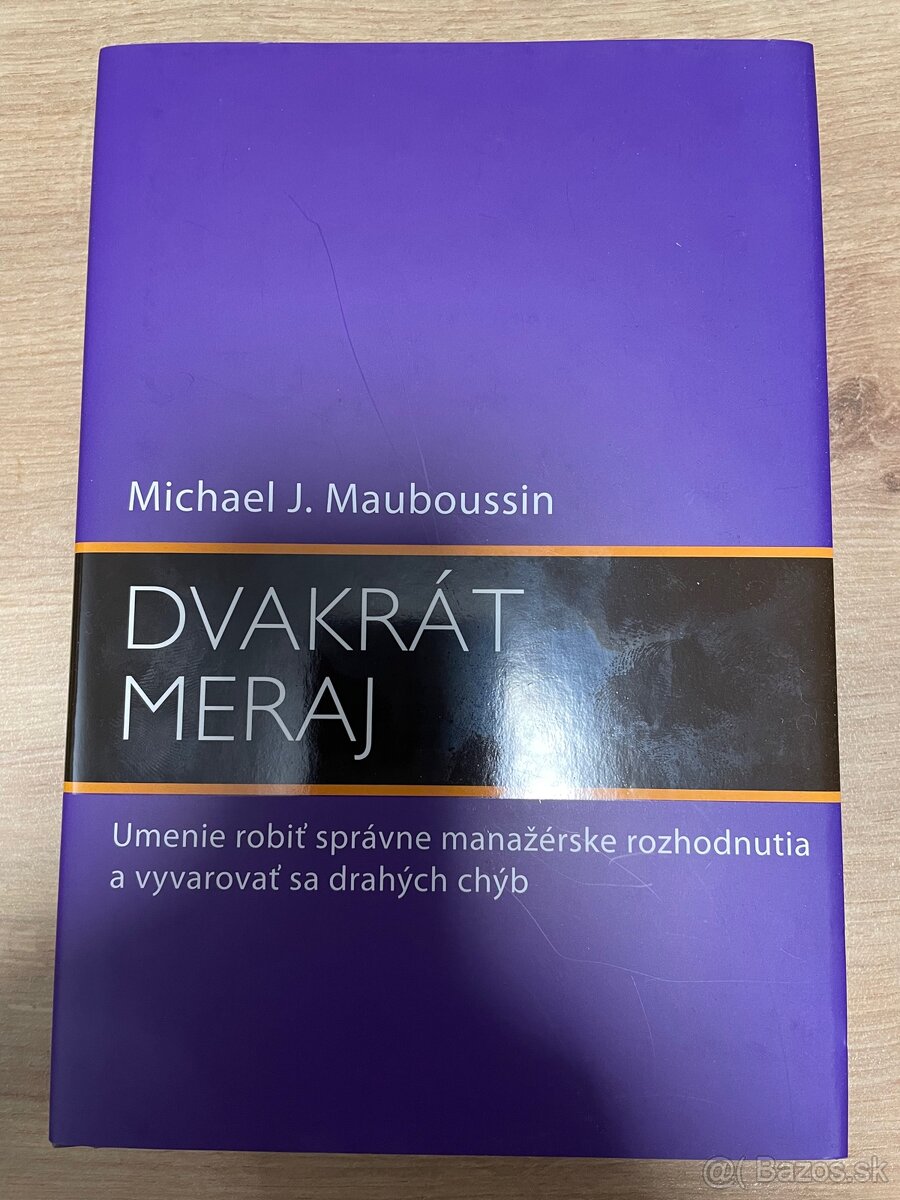 Michael J. Mauboussin
DVAKRÁT
MERAJ
Umenie robiť správne manažérske rozhodnutia
a vyvarovať sa drahých chýb
@( Bazos.sk